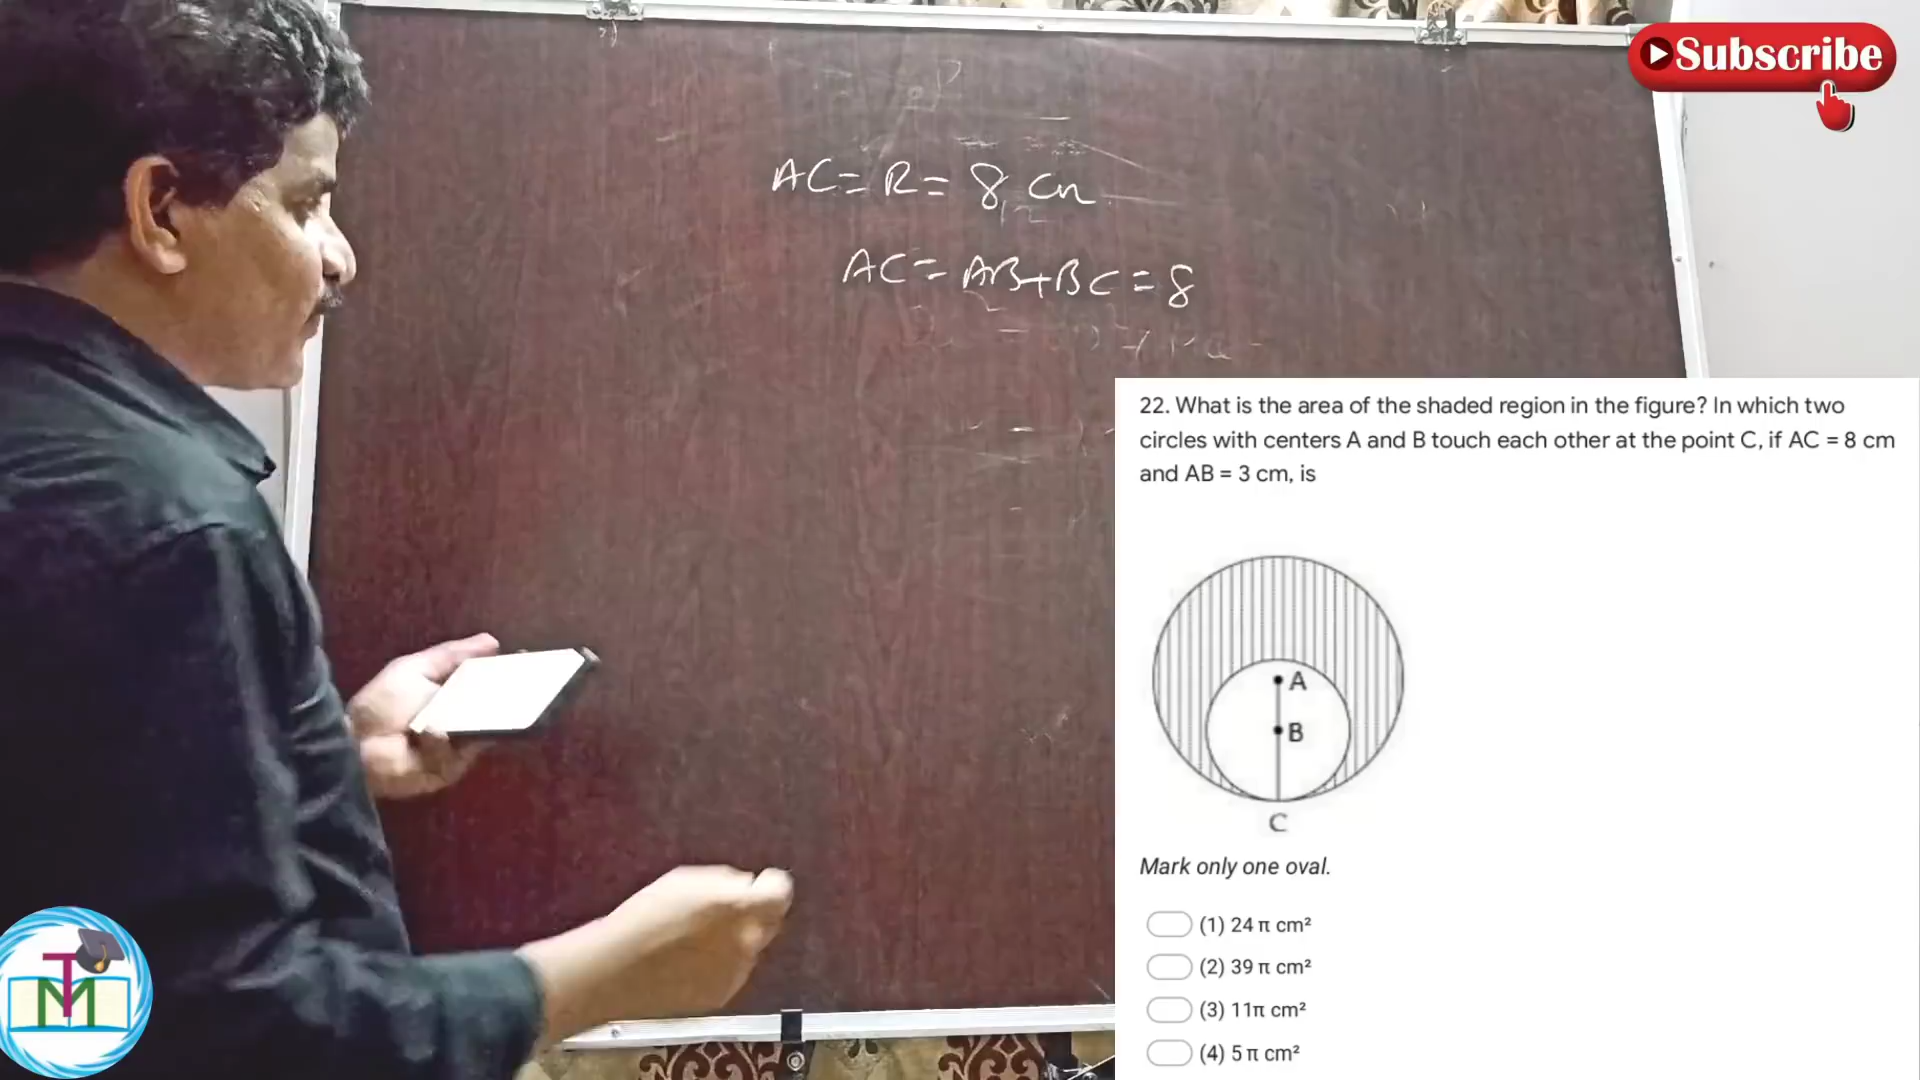 Subscribe
AC = R = 8 cm
AC = AB + BC = 8
22. What is the area of the shaded region in the figure? In which two
circles with centers A and B touch each other at the point C, if AC = 8 cm
and AB = 3 cm, is
A
B
C
Mark only one oval.
(1) 24 π cm²
(2) 39 π cm²
(3) 11π cm²
(4) 5 π cm²
TM